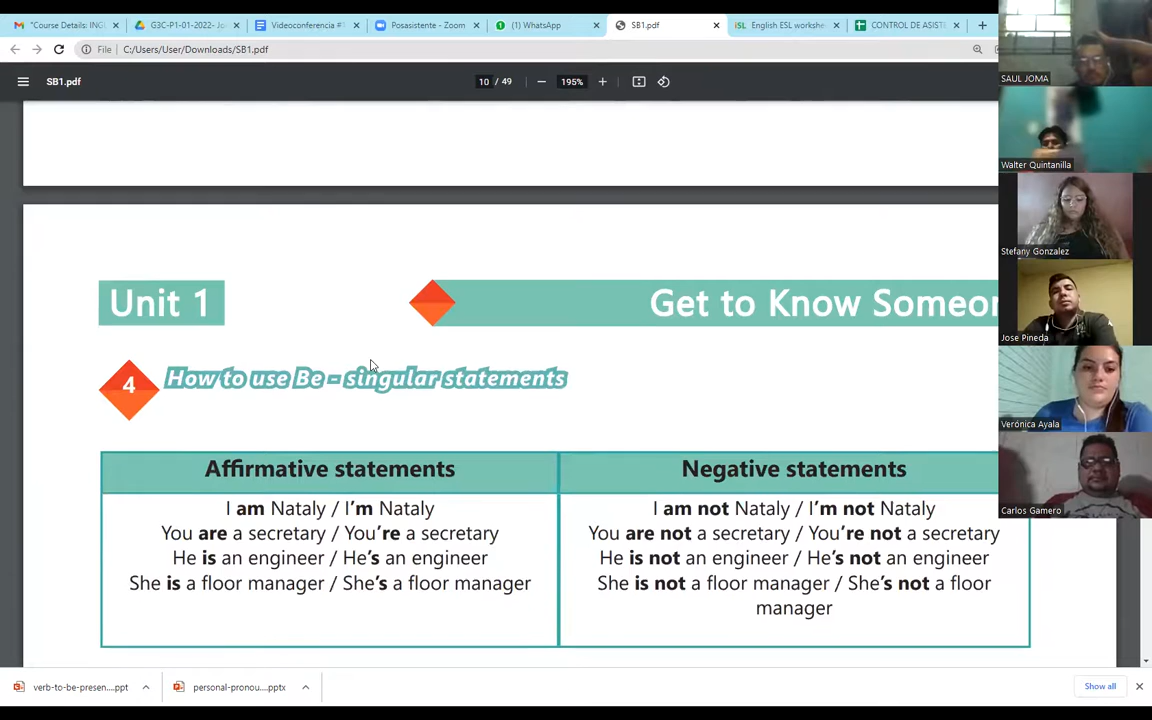 "Course Details: ING
G3C-P1-01-2022- Jo
Videoconferencia #1
Posasistente - Zoom
(1) WhatsApp
SB1.pdf
English ESL workshe
CONTROL DE ASIST
File
C:/Users/User/Downloads/SB1.pdf
SB1.pdf
10 / 49
195%
SAUL JOMA
Walter Quintanilla
Stefany Gonzalez
Jose Pineda
Verónica Ayala
Carlos Gamero
Unit 1
Get to Know Someon
4
How to use Be - singular statements
Affirmative statements
Negative statements
I am Nataly / I'm Nataly
You are a secretary / You're a secretary
He is an engineer / He's an engineer
She is a floor manager / She's a floor manager
I am not Nataly / I'm not Nataly
You are not a secretary / You're not a secretary
He is not an engineer / He's not an engineer
She is not a floor manager / She's not a floor
manager
verb-to-be-presen....ppt
personal-pronou....pptx
Show all